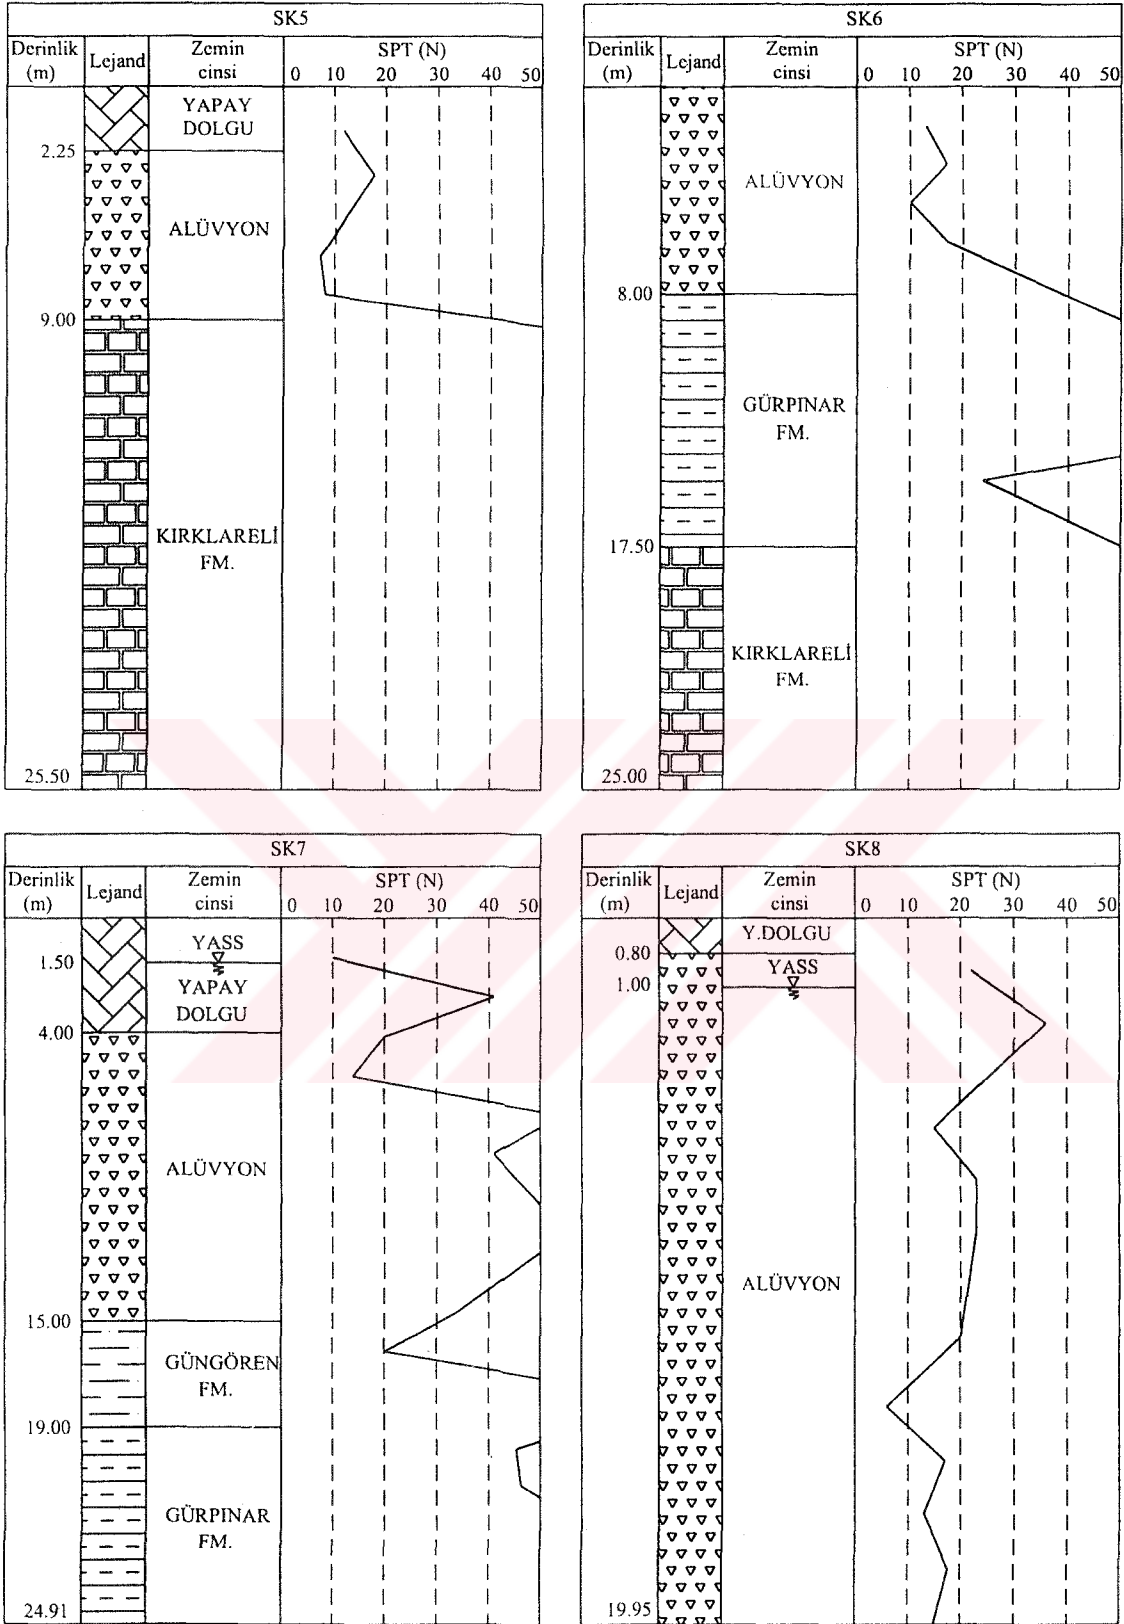 SK5
Derinlik (m) Lejand Zemin cinsi SPT (N)
0 10 20 30 40 50
YAPAY
DOLGU
2.25
ALÜVYON
9.00
KIRKLARELİ
FM.
25.50
SK6
Derinlik (m) Lejand Zemin cinsi SPT (N)
0 10 20 30 40 50
ALÜVYON
8.00
GÜRPINAR
FM.
17.50
KIRKLARELİ
FM.
25.00
SK7
Derinlik (m) Lejand Zemin cinsi SPT (N)
0 10 20 30 40 50
YASS
1.50
YAPAY
DOLGU
4.00
ALÜVYON
15.00
GÜNGÖREN
FM.
19.00
GÜRPINAR
FM.
24.91
SK8
Derinlik (m) Lejand Zemin cinsi SPT (N)
0 10 20 30 40 50
Y.DOLGU
0.80
YASS
1.00
ALÜVYON
19.95